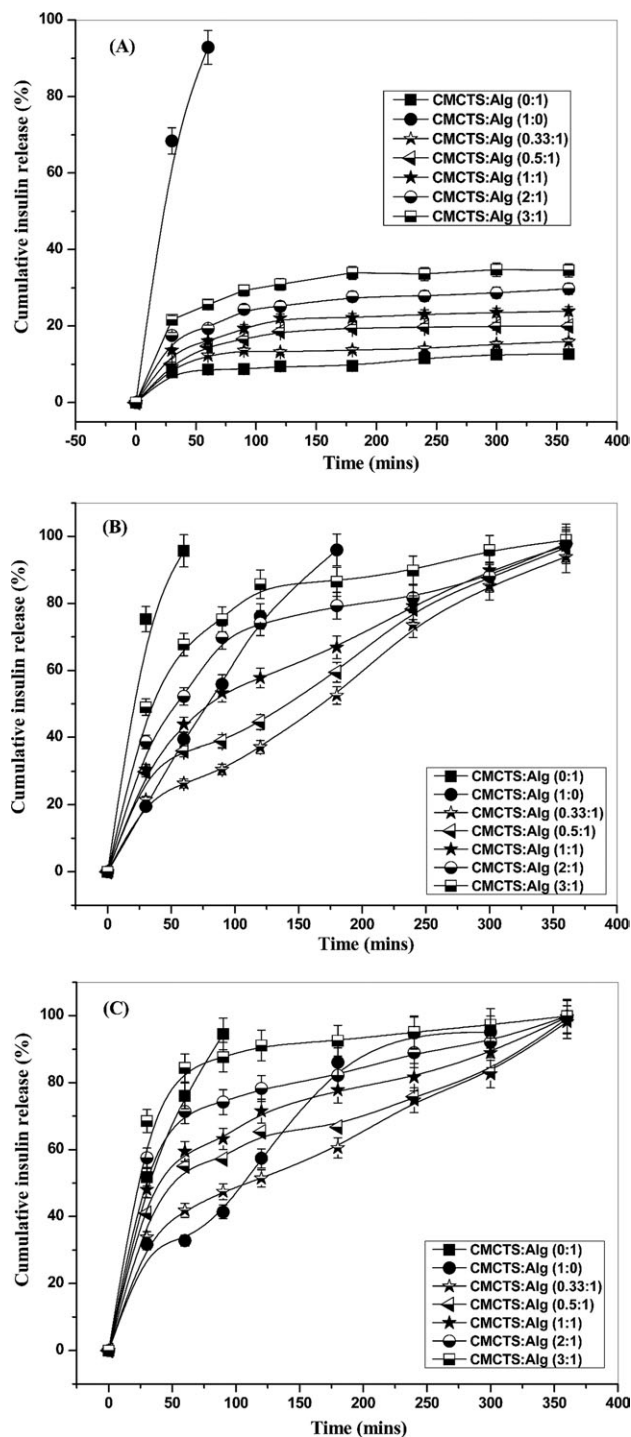 (A)
Cumulative insulin release (%)
100
80
60
40
20
0
CMCTS:Alg (0:1)
CMCTS:Alg (1:0)
CMCTS:Alg (0.33:1)
CMCTS:Alg (0.5:1)
CMCTS:Alg (1:1)
CMCTS:Alg (2:1)
CMCTS:Alg (3:1)
-50 0 50 100 150 200 250 300 350 400
Time (mins)
(B)
Cumulative insulin release (%)
100
80
60
40
20
0
CMCTS:Alg (0:1)
CMCTS:Alg (1:0)
CMCTS:Alg (0.33:1)
CMCTS:Alg (0.5:1)
CMCTS:Alg (1:1)
CMCTS:Alg (2:1)
CMCTS:Alg (3:1)
0 50 100 150 200 250 300 350 400
Time (mins)
(C)
Cumulative insulin release (%)
100
80
60
40
20
0
CMCTS:Alg (0:1)
CMCTS:Alg (1:0)
CMCTS:Alg (0.33:1)
CMCTS:Alg (0.5:1)
CMCTS:Alg (1:1)
CMCTS:Alg (2:1)
CMCTS:Alg (3:1)
0 50 100 150 200 250 300 350 400
Time (mins)